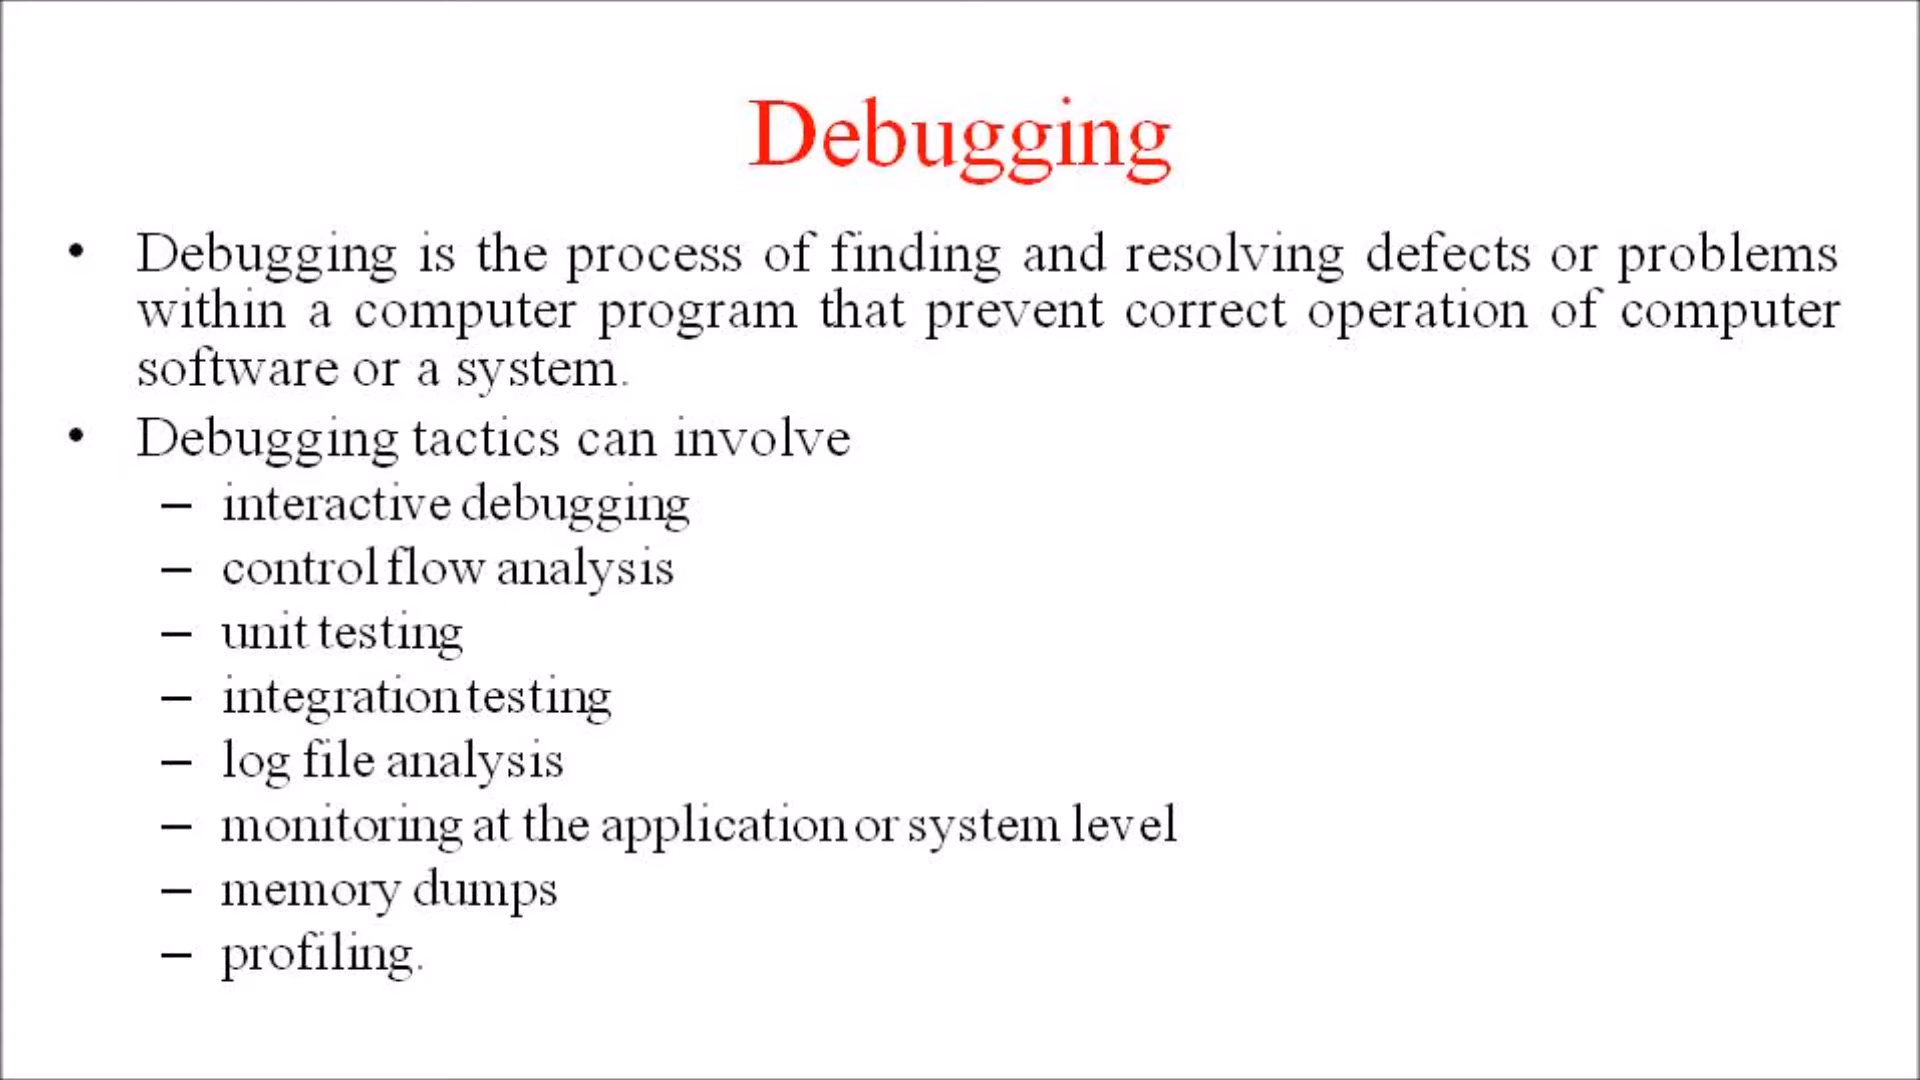 Debugging
• Debugging is the process of finding and resolving defects or problems
within a computer program that prevent correct operation of computer
software or a system.
• Debugging tactics can involve
– interactive debugging
– control flow analysis
– unit testing
– integration testing
– log file analysis
– monitoring at the application or system level
– memory dumps
– profiling.